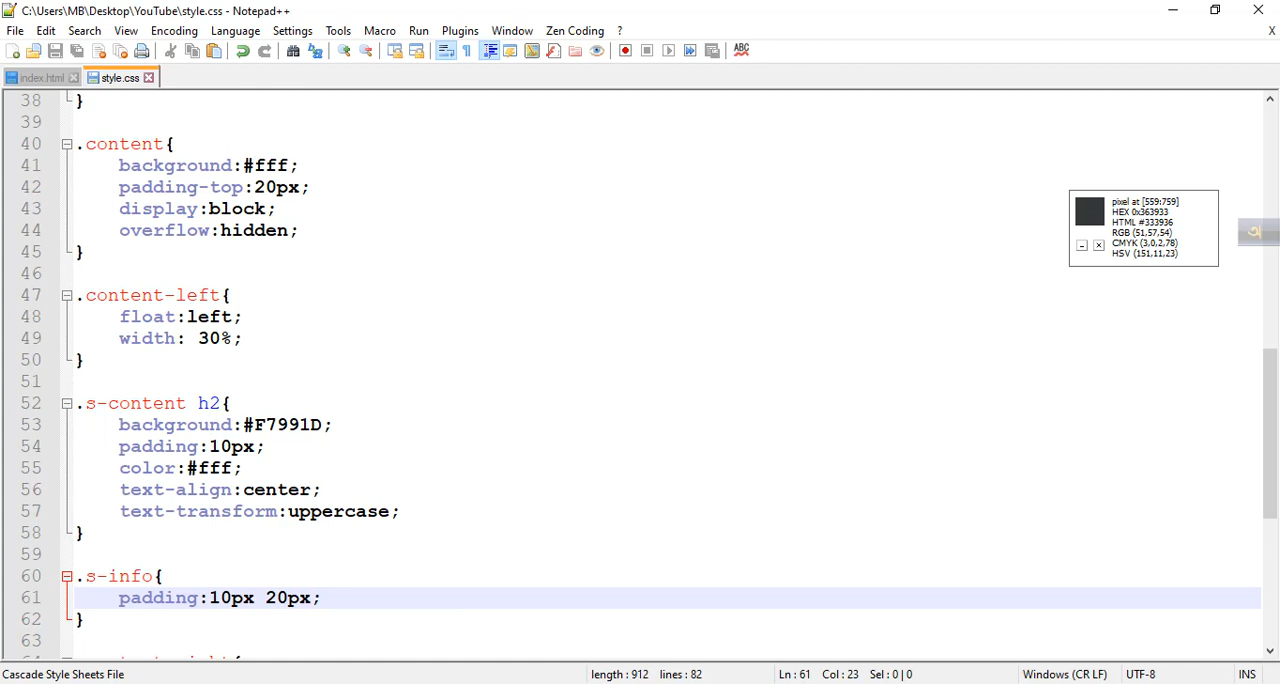 C:\Users\MB\Desktop\YouTube\style.css - Notepad++
File Edit Search View Encoding Language Settings Tools Macro Run Plugins Window Zen Coding ? X
ABC
index.html style.css
38 }
39
40 .content{
41 background:#fff;
42 padding-top:20px;
43 display:block;
44 overflow:hidden;
45 }
46
47 .content-left{
48 float:left;
49 width: 30%;
50 }
51
52 .s-content h2{
53 background:#F7991D;
54 padding:10px;
55 color:#fff;
56 text-align:center;
57 text-transform:uppercase;
58 }
59
60 .s-info{
61 padding:10px 20px;
62 }
63
pixel at [559:759]
HEX 0x363933
HTML #333936
RGB (51,57,54)
CMYK (3,0,2,78)
HSV (151,11,23)
অ
Cascade Style Sheets File length : 912 lines : 82 Ln : 61 Col : 23 Sel : 0 | 0 Windows (CR LF) UTF-8 INS